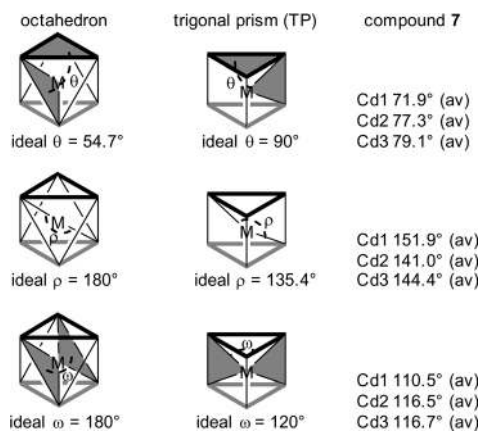 octahedron trigonal prism (TP) compound 7
M θ
M θ
ideal θ = 54.7° ideal θ = 90°
Cd1 71.9° (av)
Cd2 77.3° (av)
Cd3 79.1° (av)
M ρ
M ρ
ideal ρ = 180° ideal ρ = 135.4°
Cd1 151.9° (av)
Cd2 141.0° (av)
Cd3 144.4° (av)
M ω
ω M
ideal ω = 180° ideal ω = 120°
Cd1 110.5° (av)
Cd2 116.5° (av)
Cd3 116.7° (av)